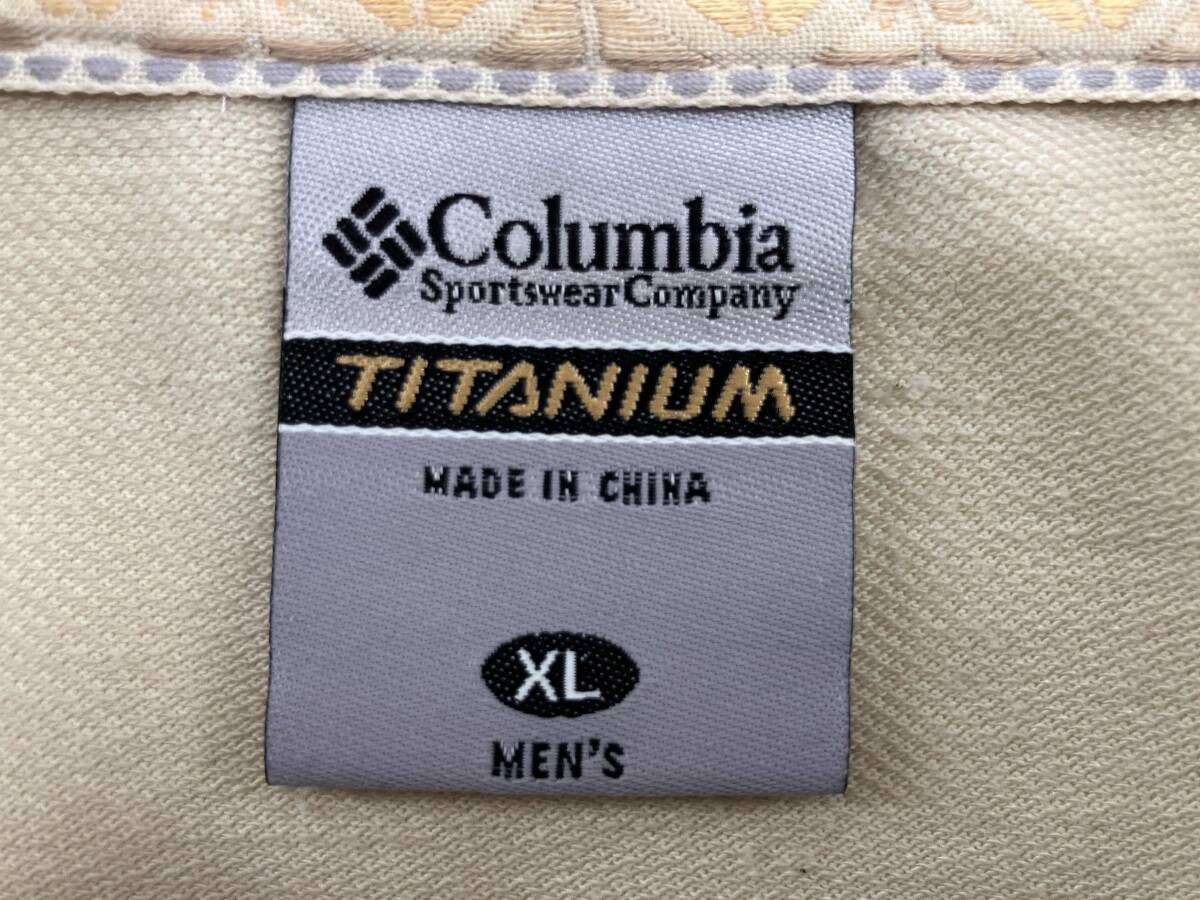 Columbia
Sportswear Company
TITANIUM
MADE IN CHINA
XL
MEN'S